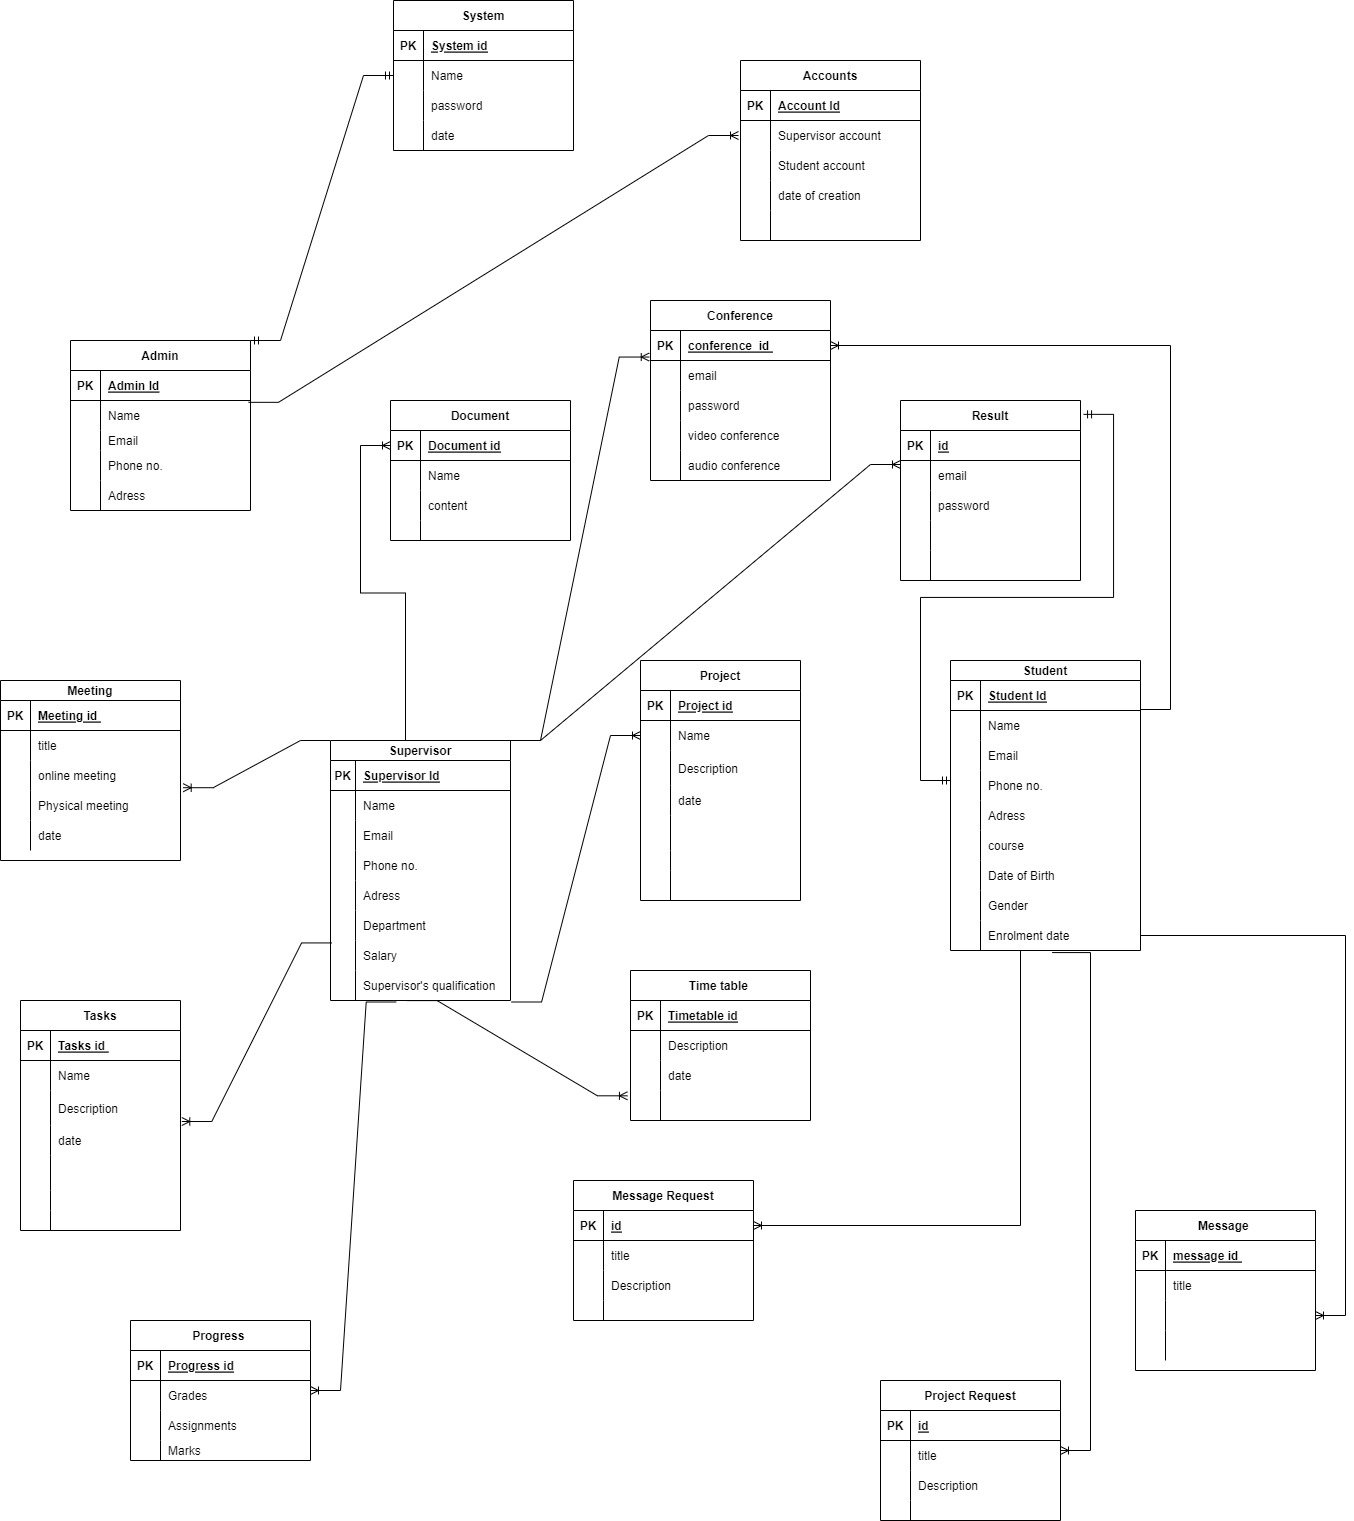 System
PK System id
Name
password
date
Accounts
PK Account Id
Supervisor account
Student account
date of creation
Admin
PK Admin Id
Name
Email
Phone no.
Adress
Conference
PK conference_id
email
password
video conference
audio conference
Document
PK Document id
Name
content
Result
PK id
email
password
Meeting
PK Meeting id
title
online meeting
Physical meeting
date
Supervisor
PK Supervisor Id
Name
Email
Phone no.
Adress
Department
Salary
Supervisor's qualification
Project
PK Project id
Name
Description
date
Student
PK Student Id
Name
Email
Phone no.
Adress
course
Date of Birth
Gender
Enrolment date
Tasks
PK Tasks id
Name
Description
date
Time table
PK Timetable id
Description
date
Message Request
PK id
title
Description
Message
PK message id
title
Progress
PK Progress id
Grades
Assignments
Marks
Project Request
PK id
title
Description